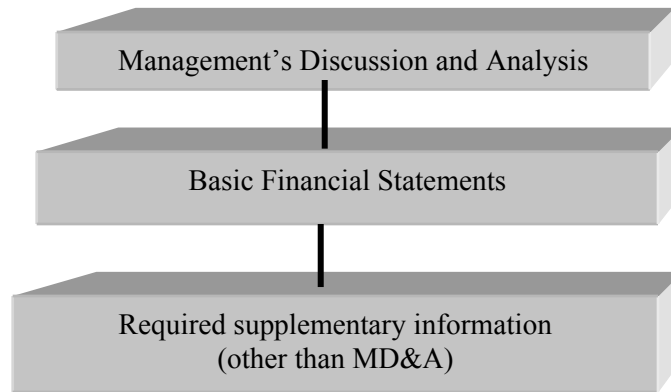 Management’s Discussion and Analysis
Basic Financial Statements
Required supplementary information
(other than MD&A)